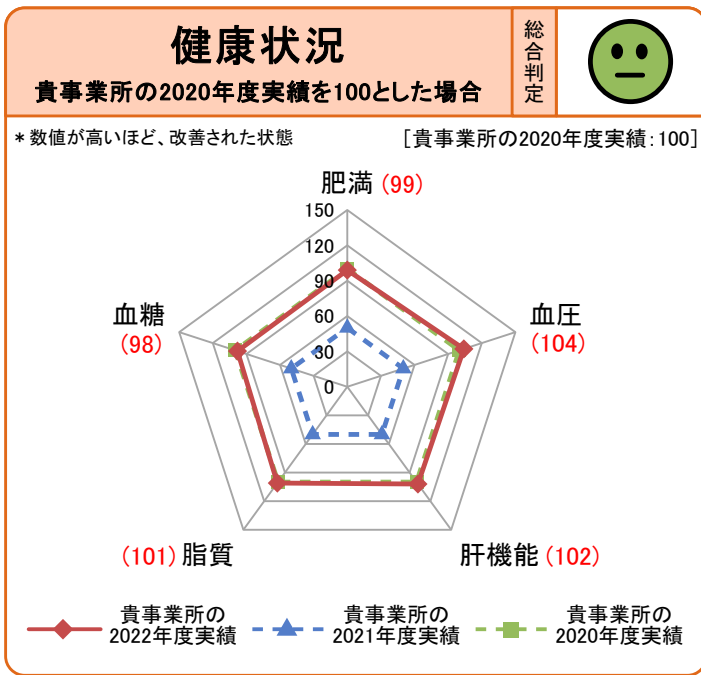 健康状況
貴事業所の2020年度実績を100とした場合
総合判定
＊数値が高いほど、改善された状態
［貴事業所の2020年度実績：100］
肥満 (99)
150
120
90
60
30
0
血糖
(98)
血圧
(104)
(101) 脂質
肝機能 (102)
貴事業所の
2022年度実績
貴事業所の
2021年度実績
貴事業所の
2020年度実績